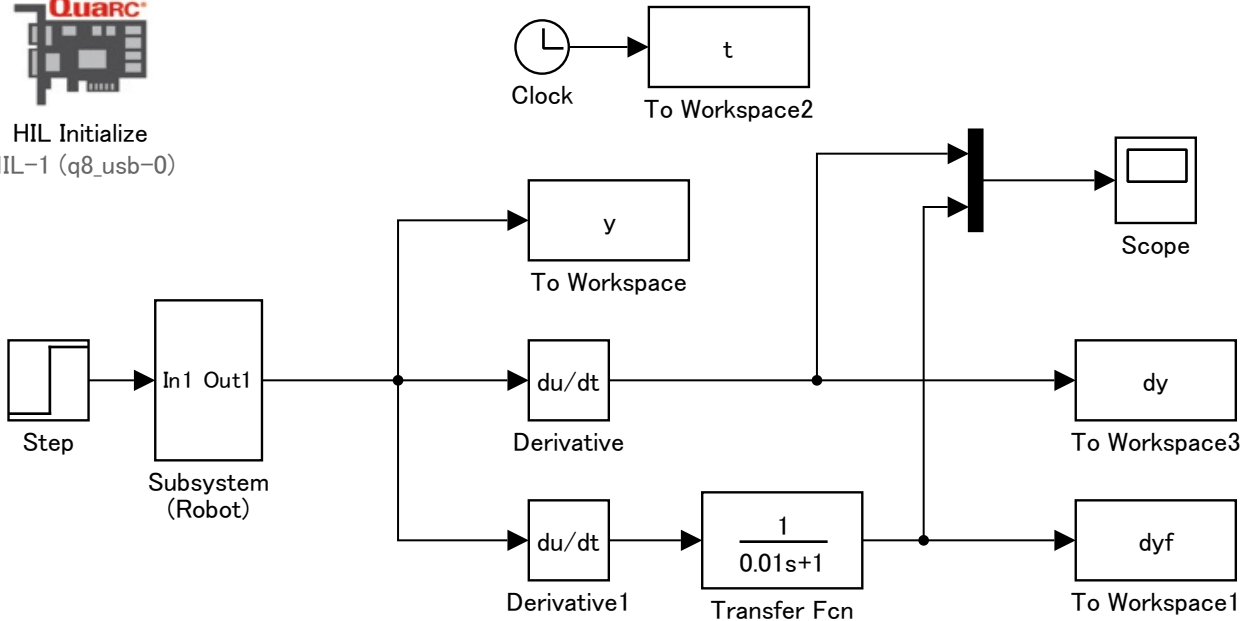 QUARC
HIL Initialize
HIL-1 (q8_usb-0)
Clock
t
To Workspace2
y
To Workspace
Scope
Step
In1 Out1
Subsystem
(Robot)
du/dt
Derivative
dy
To Workspace3
du/dt
Derivative1
1
0.01s+1
Transfer Fcn
dyf
To Workspace1